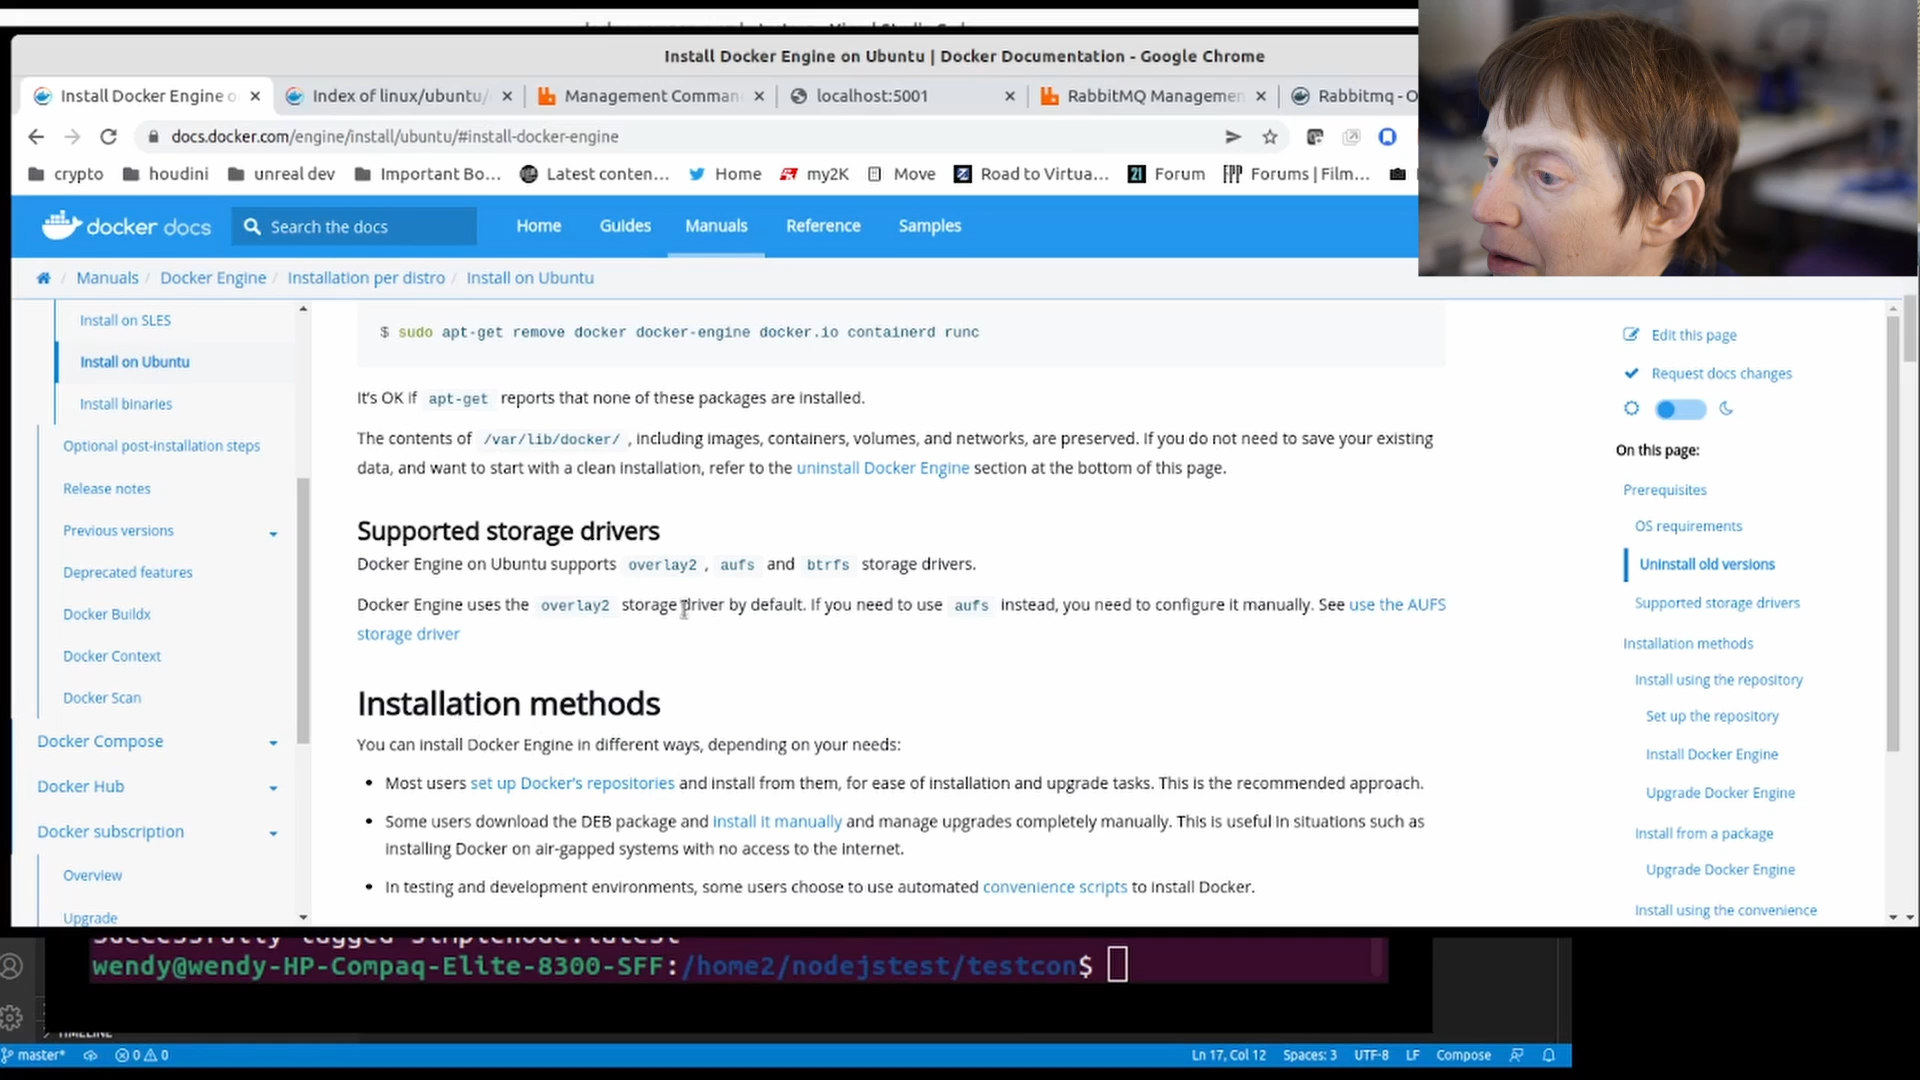 Install Docker Engine on Ubuntu | Docker Documentation - Google Chrome
Install Docker Engine o
Index of linux/ubuntu/
Management Comman
localhost:5001
RabbitMQ Managemen
Rabbitmq - O
docs.docker.com/engine/install/ubuntu/#install-docker-engine
crypto
houdini
unreal dev
Important Bo...
Latest conten...
Home
my2K
Move
Road to Virtua...
21
Forum
Forums | Film...
docker docs
Search the docs
Home
Guides
Manuals
Reference
Samples
/ Manuals / Docker Engine / Installation per distro / Install on Ubuntu
Install on SLES
Install on Ubuntu
Install binaries
Optional post-installation steps
Release notes
Previous versions
Deprecated features
Docker Buildx
Docker Context
Docker Scan
Docker Compose
Docker Hub
Docker subscription
Overview
Upgrade
$ sudo apt-get remove docker docker-engine docker.io containerd runc
It's OK if apt-get reports that none of these packages are installed.
The contents of /var/lib/docker/ , including images, containers, volumes, and networks, are preserved. If you do not need to save your existing
data, and want to start with a clean installation, refer to the uninstall Docker Engine section at the bottom of this page.
Supported storage drivers
Docker Engine on Ubuntu supports overlay2 , aufs and btrfs storage drivers.
Docker Engine uses the overlay2 storage driver by default. If you need to use aufs instead, you need to configure it manually. See use the AUFS
storage driver
Installation methods
You can install Docker Engine in different ways, depending on your needs:
• Most users set up Docker's repositories and install from them, for ease of installation and upgrade tasks. This is the recommended approach.
• Some users download the DEB package and install it manually and manage upgrades completely manually. This is useful in situations such as
installing Docker on air-gapped systems with no access to the internet.
• In testing and development environments, some users choose to use automated convenience scripts to install Docker.
Edit this page
Request docs changes
On this page:
Prerequisites
OS requirements
Uninstall old versions
Supported storage drivers
Installation methods
Install using the repository
Set up the repository
Install Docker Engine
Upgrade Docker Engine
Install from a package
Upgrade Docker Engine
Install using the convenience
Successfully tagged simplenode:latest
wendy@wendy-HP-Compaq-Elite-8300-SFF:/home2/nodejstest/testcon$
TIMELINE
master*
0 0
Ln 17, Col 12
Spaces: 3
UTF-8
LF
Compose